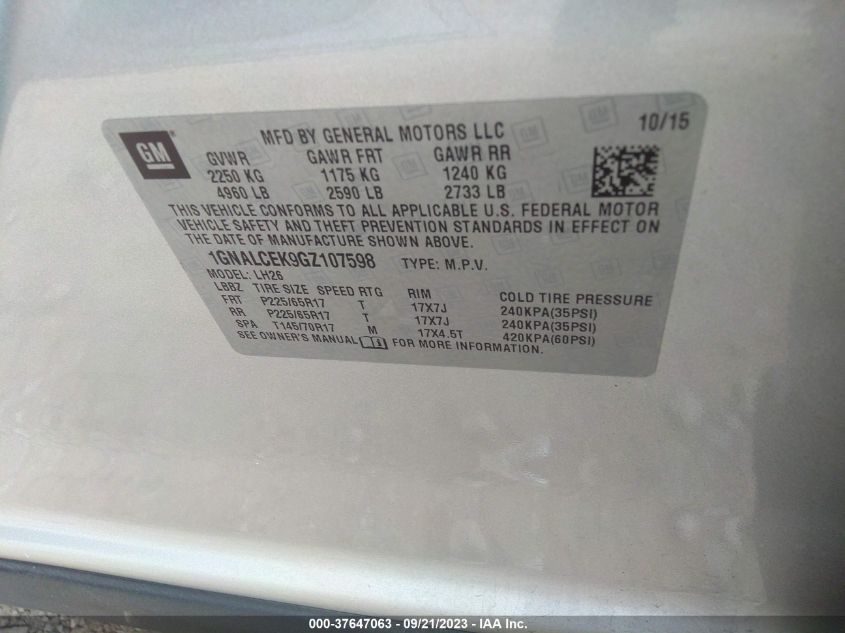 GM
MFD BY GENERAL MOTORS LLC 10/15
GVWR GAWR FRT GAWR RR
2250 KG 1175 KG 1240 KG
4960 LB 2590 LB 2733 LB
THIS VEHICLE CONFORMS TO ALL APPLICABLE U.S. FEDERAL MOTOR
VEHICLE SAFETY AND THEFT PREVENTION STANDARDS IN EFFECT ON
THE DATE OF MANUFACTURE SHOWN ABOVE.
1GNALCEK9GZ107598 TYPE: M.P.V.
MODEL: LH26
LBBZ TIRE SIZE SPEED RTG RIM COLD TIRE PRESSURE
FRT P225/65R17 T 17X7J 240KPA(35PSI)
RR P225/65R17 T 17X7J 240KPA(35PSI)
SPA T145/70R17 M 17X4.5T 420KPA(60PSI)
SEE OWNER'S MANUAL FOR MORE INFORMATION.
000-37647063 - 09/21/2023 - IAA Inc.